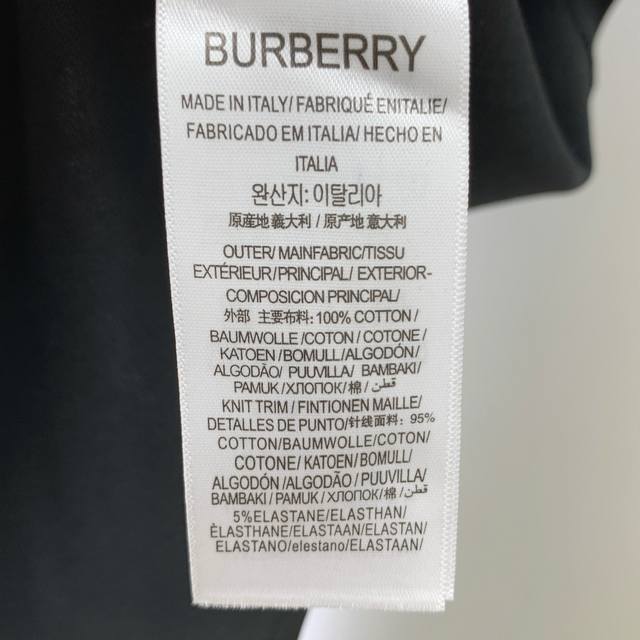 BURBERRY
MADE IN ITALY/ FABRIQUÉ ENITALIE/
FABRICADO EM ITALIA/ HECHO EN
ITALIA
완산지: 이탈리아
原産地義大利 / 原产地 意大利
OUTER/ MAINFABRIC/TISSU
EXTÉRIEUR/PRINCIPAL/ EXTERIOR-
COMPOSICION PRINCIPAL/
外部 主要布料: 100% COTTON/
BAUMWOLLE/COTON/ COTONE/
KATOEN/BOMULL/ALGODÓN/
ALGODÃO/ PUUVILLA/ BAMBAKI/
PAMUK/ХЛОПОК/棉/قطن/
KNIT TRIM / FINTIONEN MAILLE/
DETALLES DE PUNTO/针线面料: 95%
COTTON/BAUMWOLLE/COTON/
COTONE/ KATOEN/ BOMULL/
ALGODÓN /ALGODÃO / PUUVILLA/
BAMBAKI / PAMUK / ХЛОПОК/ 棉/قطن/
5%ELASTANE/ELASTHAN/
ÈLASTHANE/ELASTAAN/ELASTAN/
ELASTANO/elestano/ELASTAAN/